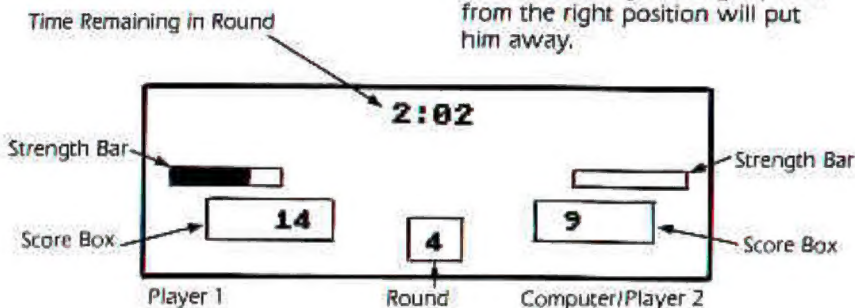 from the right position will put
him away.
Time Remaining in Round
2:02
Strength Bar
Strength Bar
14
9
Score Box
4
Score Box
Player 1
Round
Computer/Player 2